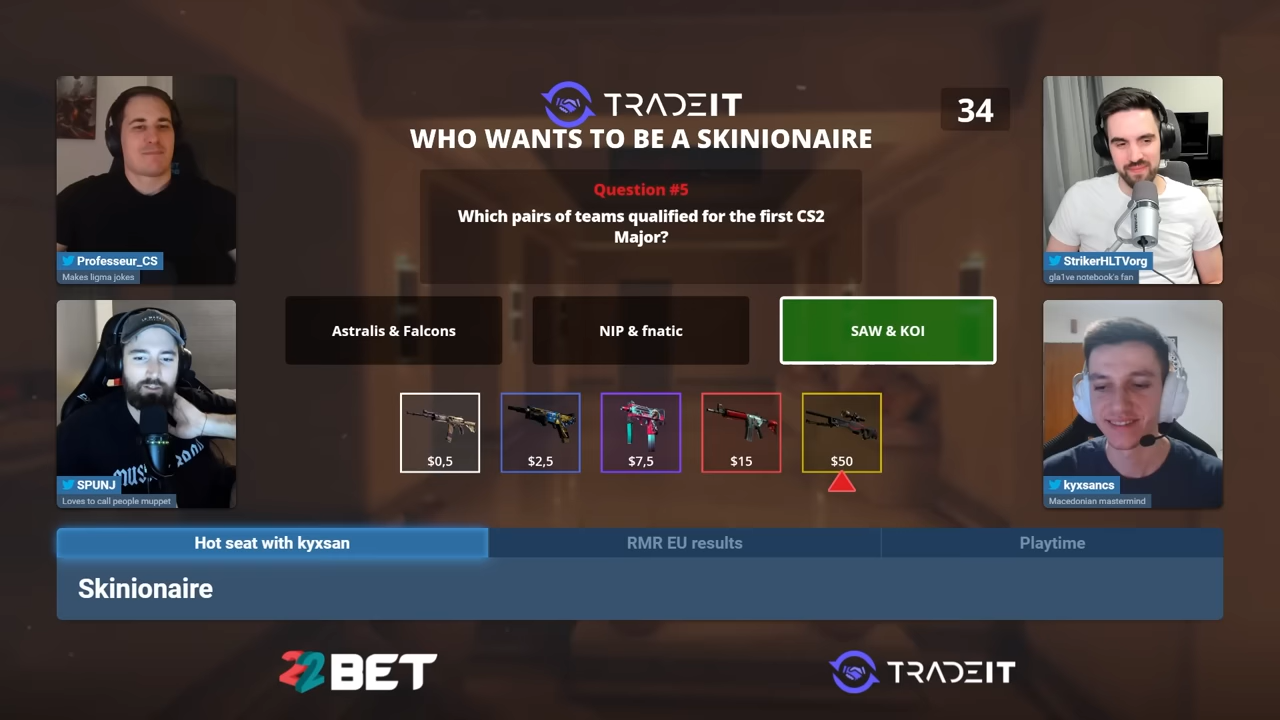 TRADEIT
WHO WANTS TO BE A SKINIONAIRE
34
Question #5
Which pairs of teams qualified for the first CS2
Major?
Professeur_CS
Makes ligma jokes
StrikerHLTVorg
gla1ve notebook's fan
Astralis & Falcons
NIP & fnatic
SAW & KOI
$0,5
$2,5
$7,5
$15
$50
SPUNJ
Loves to call people muppet
kyxsancs
Macedonian mastermind
Hot seat with kyxsan
RMR EU results
Playtime
Skinionaire
22BET
TRADEIT